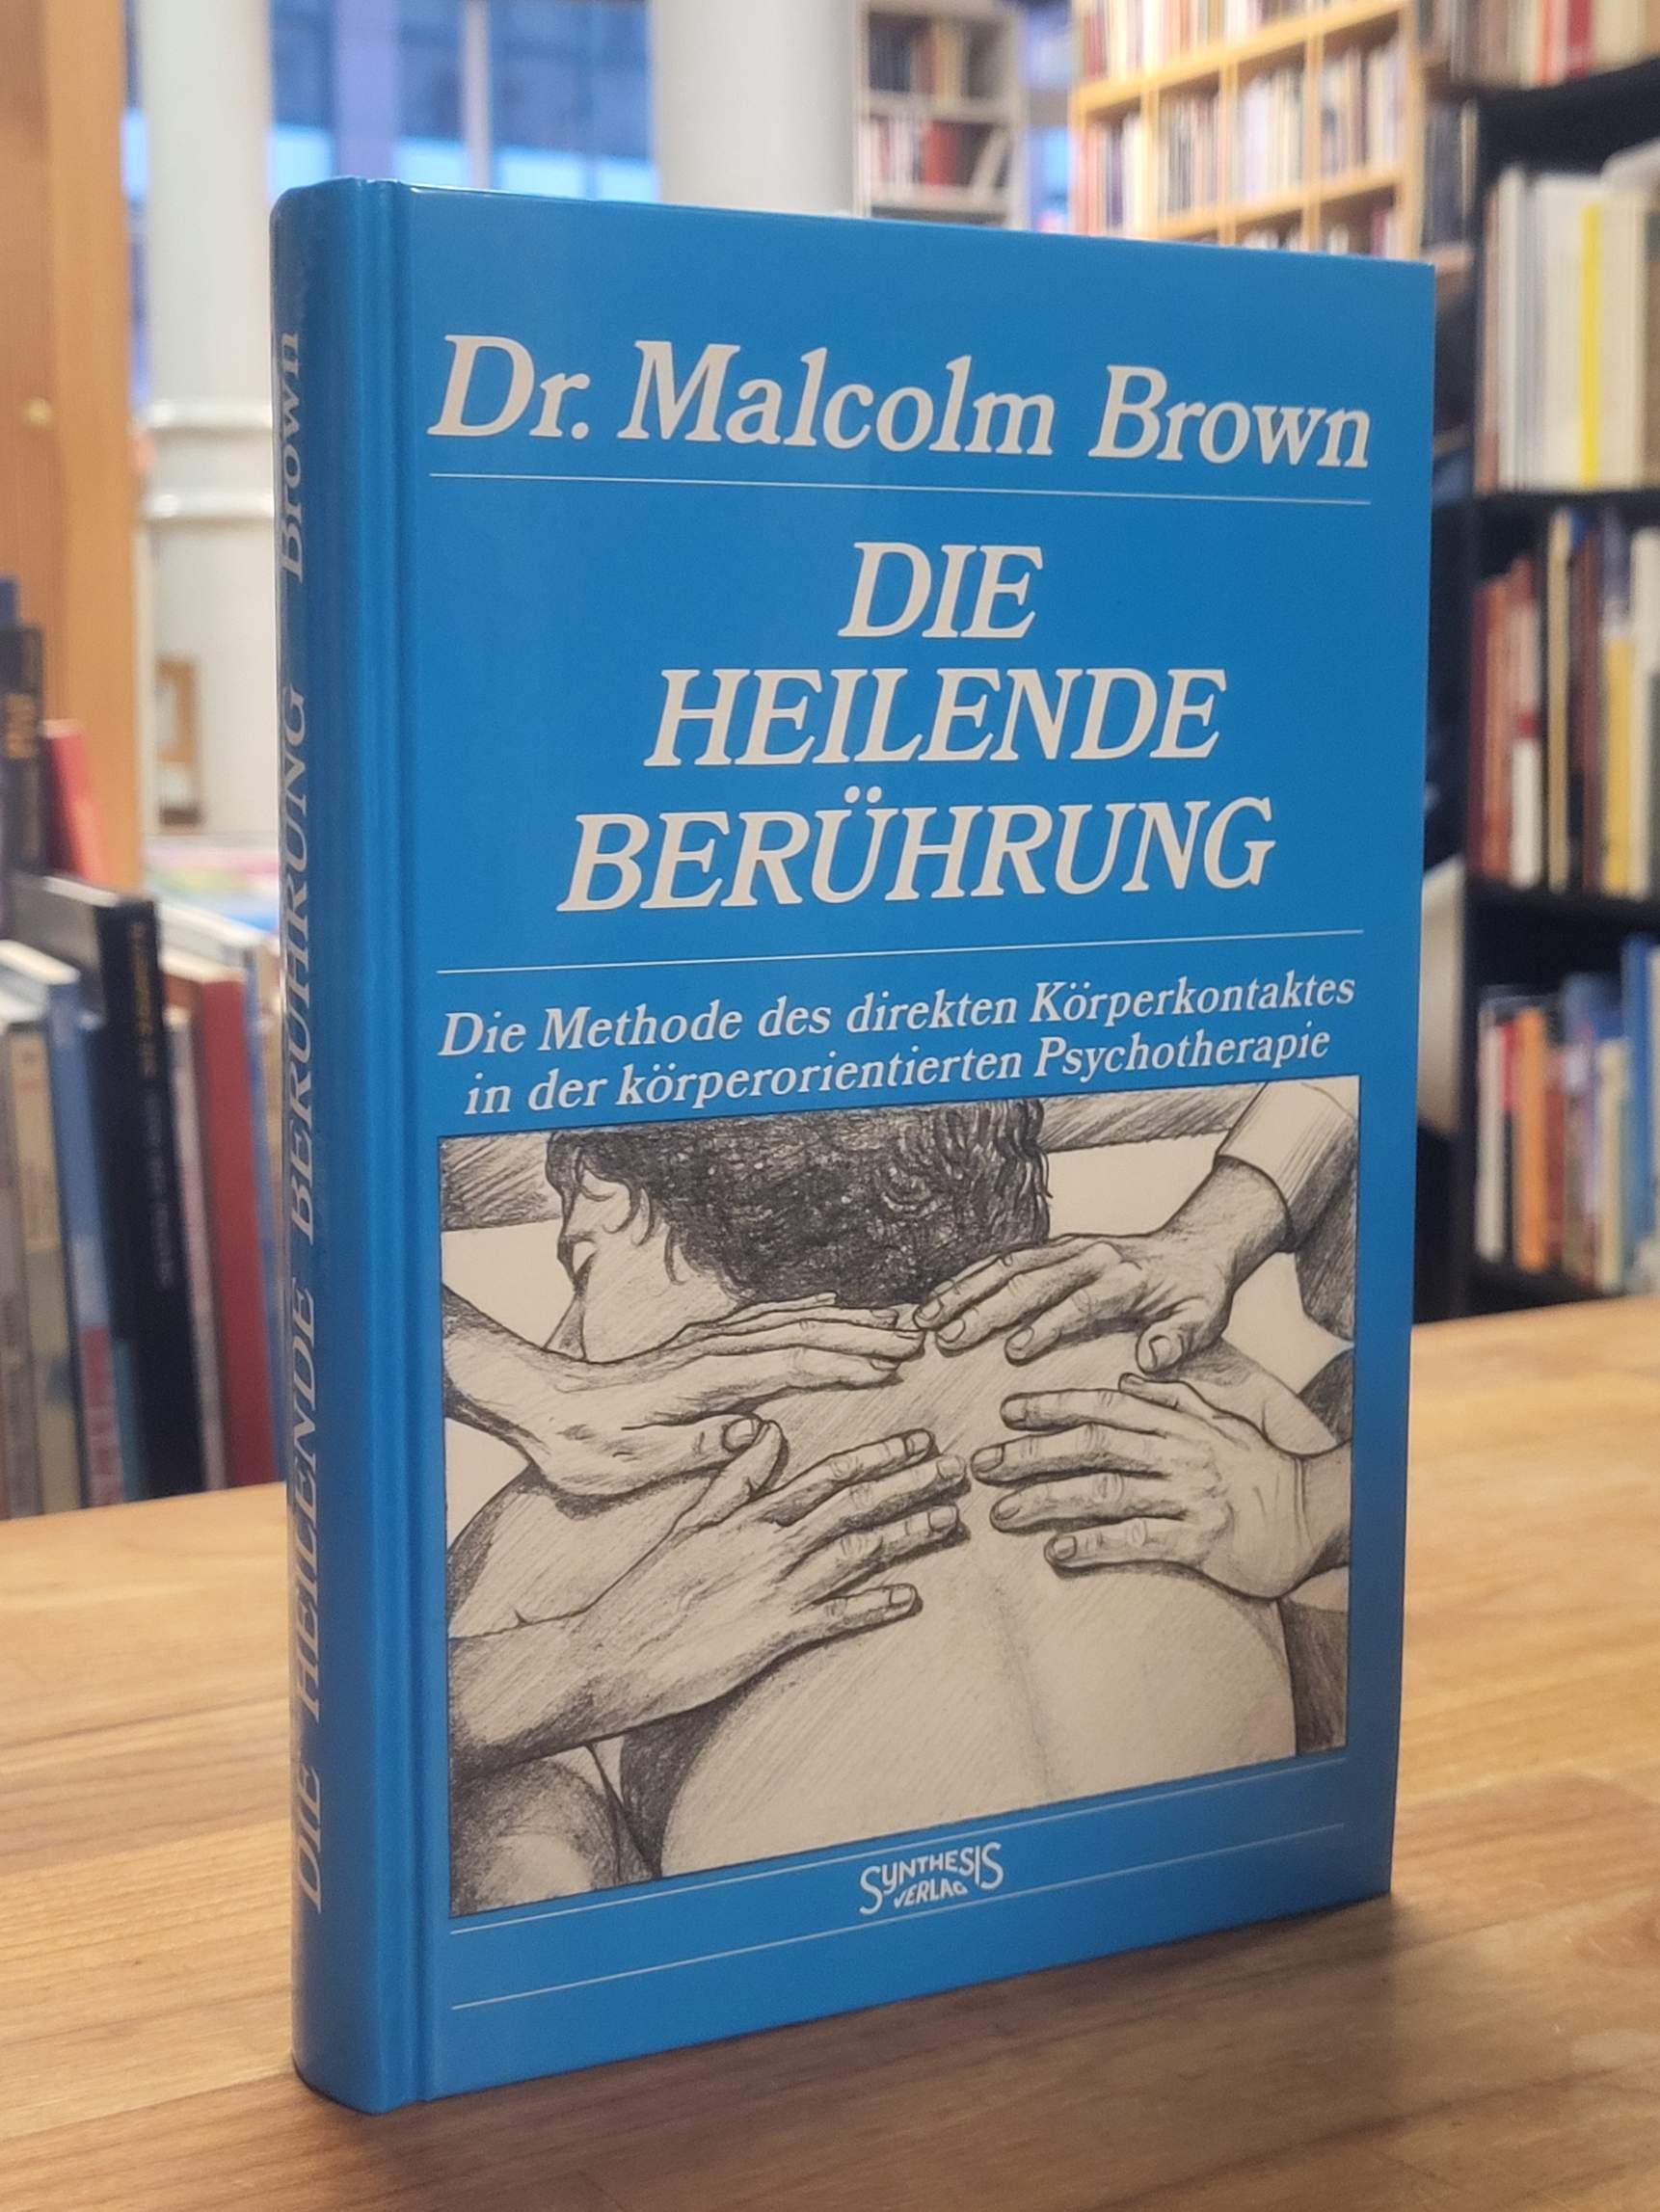 Dr. Malcolm Brown
DIE
HEILENDE
BERÜHRUNG
Die Methode des direkten Körperkontaktes
in der körperorientierten Psychotherapie
SYNTHESIS
VERLAG
DIE HEILENDE BERÜHRUNG Brown